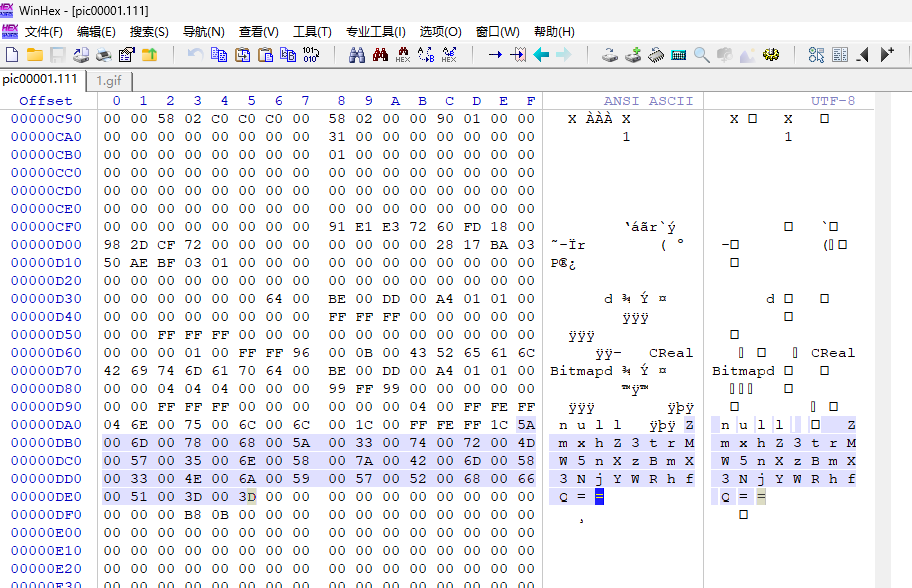 WinHex - [pic00001.111]
文件(F) 编辑(E) 搜索(S) 导航(N) 查看(V) 工具(T) 专业工具(I) 选项(O) 窗口(W) 帮助(H)
pic00001.111 1.gif
Offset 0 1 2 3 4 5 6 7 8 9 A B C D E F ANSI ASCII UTF-8
00000C90 00 00 58 02 C0 C0 C0 00 58 02 00 00 90 01 00 00 X ÀÀÀ X X X
00000CA0 00 00 00 00 00 00 00 00 31 00 00 00 00 00 00 00 1 1
00000CB0 00 00 00 00 00 00 00 00 01 00 00 00 00 00 00 00
00000CC0 00 00 00 00 00 00 00 00 00 00 00 00 00 00 00 00
00000CD0 00 00 00 00 00 00 00 00 00 00 00 00 00 00 00 00
00000CE0 00 00 00 00 00 00 00 00 00 00 00 00 00 00 00 00
00000CF0 00 00 00 00 00 00 00 00 91 E1 E3 72 60 FD 18 00 ‘áãr`ý `
00000D00 98 2D CF 72 00 00 00 00 00 00 00 00 28 17 BA 03 ˜-Ïr ( º - (
00000D10 50 AE BF 03 01 00 00 00 00 00 00 00 00 00 00 00 P®¿
00000D20 00 00 00 00 00 00 00 00 00 00 00 00 00 00 00 00
00000D30 00 00 00 00 00 00 64 00 BE 00 DD 00 A4 01 01 00 d ¾ Ý ¤ d
00000D40 00 00 00 00 00 00 00 00 FF FF FF 00 00 00 00 00 ÿÿÿ
00000D50 00 00 FF FF FF 00 00 00 00 00 00 00 00 00 00 00 ÿÿÿ
00000D60 00 00 00 01 00 FF FF 96 00 0B 00 43 52 65 61 6C ÿÿ– CReal CReal
00000D70 42 69 74 6D 61 70 64 00 BE 00 DD 00 A4 01 01 00 Bitmapd ¾ Ý ¤ Bitmapd
00000D80 00 00 04 04 04 00 00 00 99 FF 99 00 00 00 00 00 ™ÿ™
00000D90 00 00 FF FF FF 00 00 00 00 00 00 04 00 FF FE FF ÿÿÿ ÿþÿ
00000DA0 04 6E 00 75 00 6C 00 6C 00 1C 00 FF FE FF 1C 5A n u l l ÿþÿ Z n u l l Z
00000DB0 00 6D 00 78 00 68 00 5A 00 33 00 74 00 72 00 4D m x h Z 3 t r M m x h Z 3 t r M
00000DC0 00 57 00 35 00 6E 00 58 00 7A 00 42 00 6D 00 58 W 5 n X z B m X W 5 n X z B m X
00000DD0 00 33 00 4E 00 6A 00 59 00 57 00 52 00 68 00 66 3 N j Y W R h f 3 N j Y W R h f
00000DE0 00 51 00 3D 00 3D 00 00 00 00 00 00 00 00 00 00 Q = = Q = =
00000DF0 00 00 00 B8 0B 00 00 00 00 00 00 00 00 00 00 00 ¸
00000E00 00 00 00 00 00 00 00 00 00 00 00 00 00 00 00 00
00000E10 00 00 00 00 00 00 00 00 00 00 00 00 00 00 00 00
00000E20 00 00 00 00 00 00 00 00 00 00 00 00 00 00 00 00
00000E30 00 00 00 00 00 00 00 00 00 00 00 00 00 00 00 00